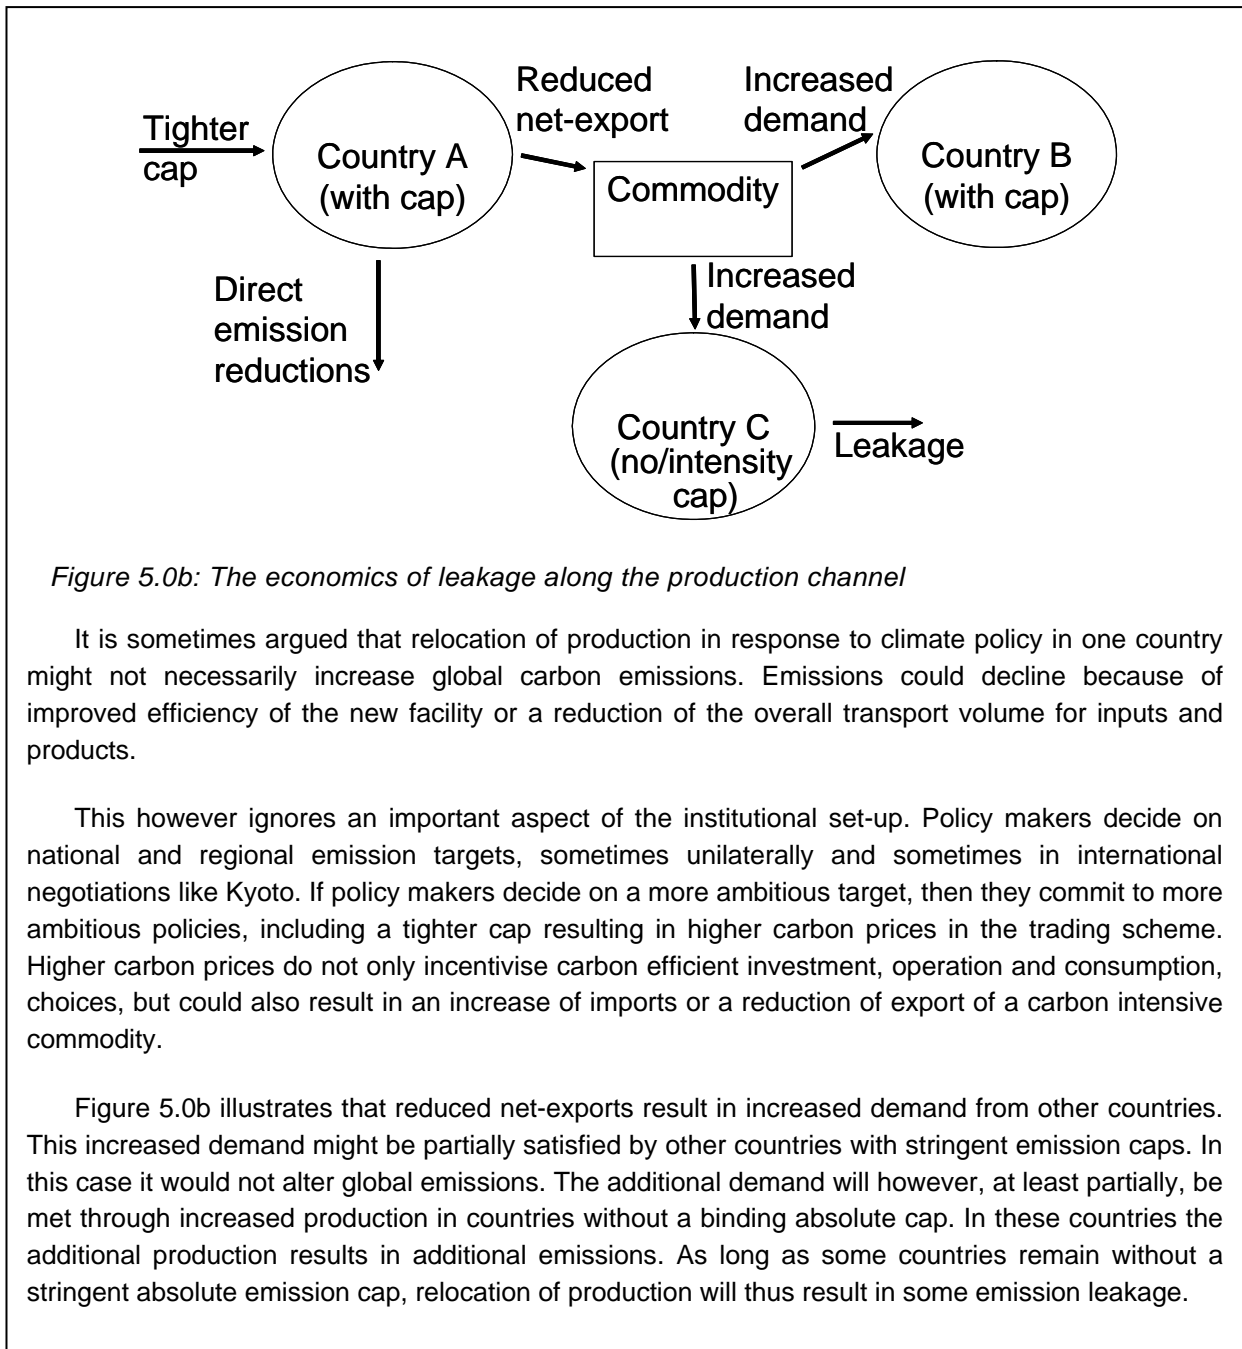 Tighter
cap
Country A
(with cap)
Reduced
net-export
Commodity
Increased
demand
Country B
(with cap)
Direct
emission
reductions
Increased
demand
Country C
(no/intensity
cap)
Leakage
Figure 5.0b: The economics of leakage along the production channel
It is sometimes argued that relocation of production in response to climate policy in one country
might not necessarily increase global carbon emissions. Emissions could decline because of
improved efficiency of the new facility or a reduction of the overall transport volume for inputs and
products.
This however ignores an important aspect of the institutional set-up. Policy makers decide on
national and regional emission targets, sometimes unilaterally and sometimes in international
negotiations like Kyoto. If policy makers decide on a more ambitious target, then they commit to more
ambitious policies, including a tighter cap resulting in higher carbon prices in the trading scheme.
Higher carbon prices do not only incentivise carbon efficient investment, operation and consumption,
choices, but could also result in an increase of imports or a reduction of export of a carbon intensive
commodity.
Figure 5.0b illustrates that reduced net-exports result in increased demand from other countries.
This increased demand might be partially satisfied by other countries with stringent emission caps. In
this case it would not alter global emissions. The additional demand will however, at least partially, be
met through increased production in countries without a binding absolute cap. In these countries the
additional production results in additional emissions. As long as some countries remain without a
stringent absolute emission cap, relocation of production will thus result in some emission leakage.